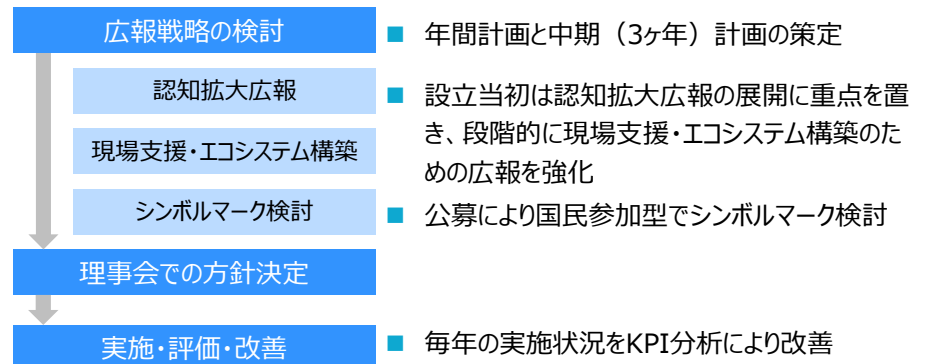 広報戦略の検討
■ 年間計画と中期（3ヶ年）計画の策定
認知拡大広報
■ 設立当初は認知拡大広報の展開に重点を置
き、段階的に現場支援・エコシステム構築のた
めの広報を強化
現場支援・エコシステム構築
シンボルマーク検討
■ 公募により国民参加型でシンボルマーク検討
理事会での方針決定
実施・評価・改善
■ 毎年の実施状況をKPI分析により改善